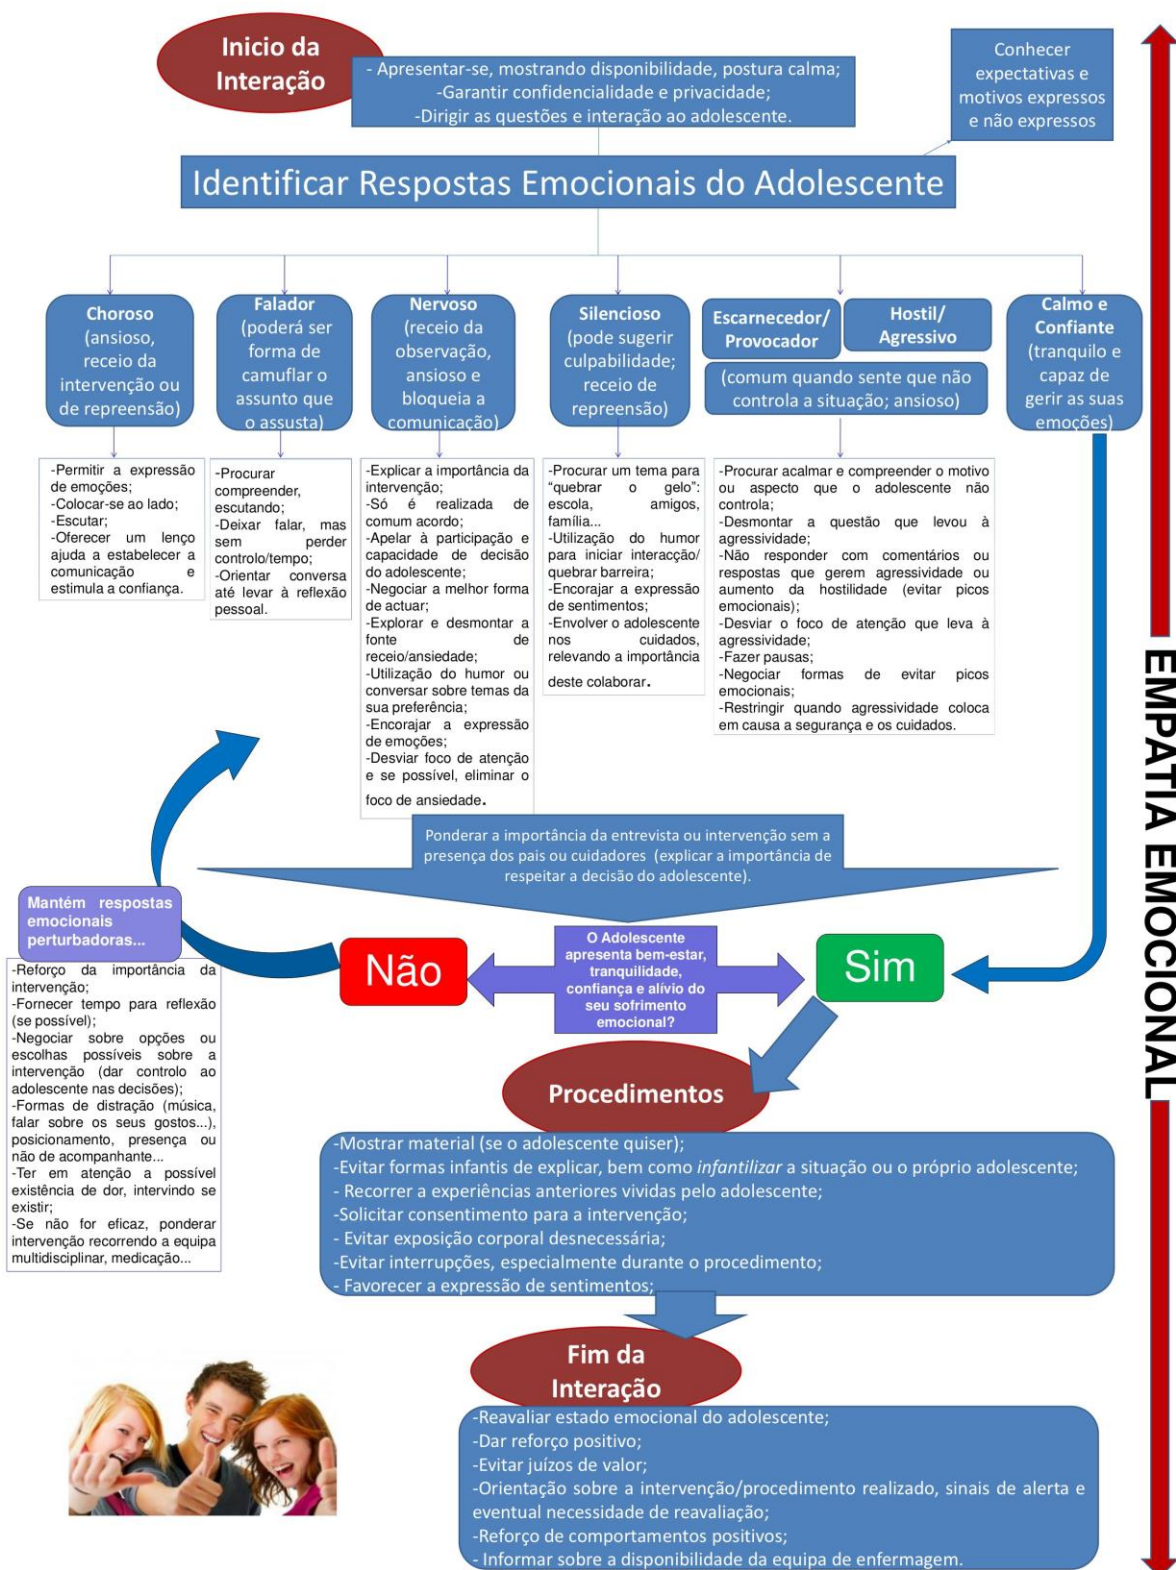 Inicio da
Interação
- Apresentar-se, mostrando disponibilidade, postura calma;
-Garantir confidencialidade e privacidade;
-Dirigir as questões e interação ao adolescente.
Conhecer
expectativas e
motivos expressos
e não expressos
Identificar Respostas Emocionais do Adolescente
Choroso
(ansioso,
receio da
intervenção ou
de repreensão)
Falador
(poderá ser
forma de
camuflar o
assunto que
o assusta)
Nervoso
(receio da
observação,
ansioso e
bloqueia a
comunicação)
Silencioso
(pode sugerir
culpabilidade;
receio de
repreensão)
Escarnecedor/
Provocador
Hostil/
Agressivo
(comum quando sente que não
controla a situação; ansioso)
Calmo e
Confiante
(tranquilo e
capaz de
gerir as suas
emoções)
-Permitir a expressão
de emoções;
-Colocar-se ao lado;
-Escutar;
-Oferecer um lenço
ajuda a estabelecer a
comunicação e
estimula a confiança.
-Procurar
compreender,
escutando;
-Deixar falar, mas
sem perder
controlo/tempo;
-Orientar conversa
até levar à reflexão
pessoal.
-Explicar a importância da
intervenção;
-Só é realizada de
comum acordo;
-Apelar à participação e
capacidade de decisão
do adolescente;
-Negociar a melhor forma
de actuar;
-Explorar e desmontar a
fonte de
receio/ansiedade;
-Utilização do humor ou
conversar sobre temas da
sua preferência;
-Encorajar a expressão
de emoções;
-Desviar foco de atenção
e se possível, eliminar o
foco de ansiedade.
-Procurar um tema para
“quebrar o gelo”:
escola, amigos,
família...
-Utilização do humor
para iniciar interacção/
quebrar barreira;
-Encorajar a expressão
de sentimentos;
-Envolver o adolescente
nos cuidados,
relevando a importância
deste colaborar.
-Procurar acalmar e compreender o motivo
ou aspecto que o adolescente não
controla;
-Desmontar a questão que levou à
agressividade;
-Não responder com comentários ou
respostas que gerem agressividade ou
aumento da hostilidade (evitar picos
emocionais);
-Desviar o foco de atenção que leva à
agressividade;
-Fazer pausas;
-Negociar formas de evitar picos
emocionais;
-Restringir quando agressividade coloca
em causa a segurança e os cuidados.
EMPATIA EMOCIONAL
Ponderar a importância da entrevista ou intervenção sem a
presença dos pais ou cuidadores (explicar a importância de
respeitar a decisão do adolescente).
Mantém respostas
emocionais
perturbadoras...
Não
O Adolescente
apresenta bem-estar,
tranquilidade,
confiança e alívio do
seu sofrimento
emocional?
Sim
-Reforço da importância da
intervenção;
-Fornecer tempo para reflexão
(se possível);
-Negociar sobre opções ou
escolhas possíveis sobre a
intervenção (dar controlo ao
adolescente nas decisões);
-Formas de distração (música,
falar sobre os seus gostos...),
posicionamento, presença ou
não de acompanhante...
-Ter em atenção a possível
existência de dor, intervindo se
existir;
-Se não for eficaz, ponderar
intervenção recorrendo a equipa
multidisciplinar, medicação...
Procedimentos
-Mostrar material (se o adolescente quiser);
-Evitar formas infantis de explicar, bem como infantilizar a situação ou o próprio adolescente;
- Recorrer a experiências anteriores vividas pelo adolescente;
-Solicitar consentimento para a intervenção;
- Evitar exposição corporal desnecessária;
-Evitar interrupções, especialmente durante o procedimento;
- Favorecer a expressão de sentimentos;
Fim da
Interação
-Reavaliar estado emocional do adolescente;
-Dar reforço positivo;
-Evitar juízos de valor;
-Orientação sobre a intervenção/procedimento realizado, sinais de alerta e
eventual necessidade de reavaliação;
-Reforço de comportamentos positivos;
- Informar sobre a disponibilidade da equipa de enfermagem.